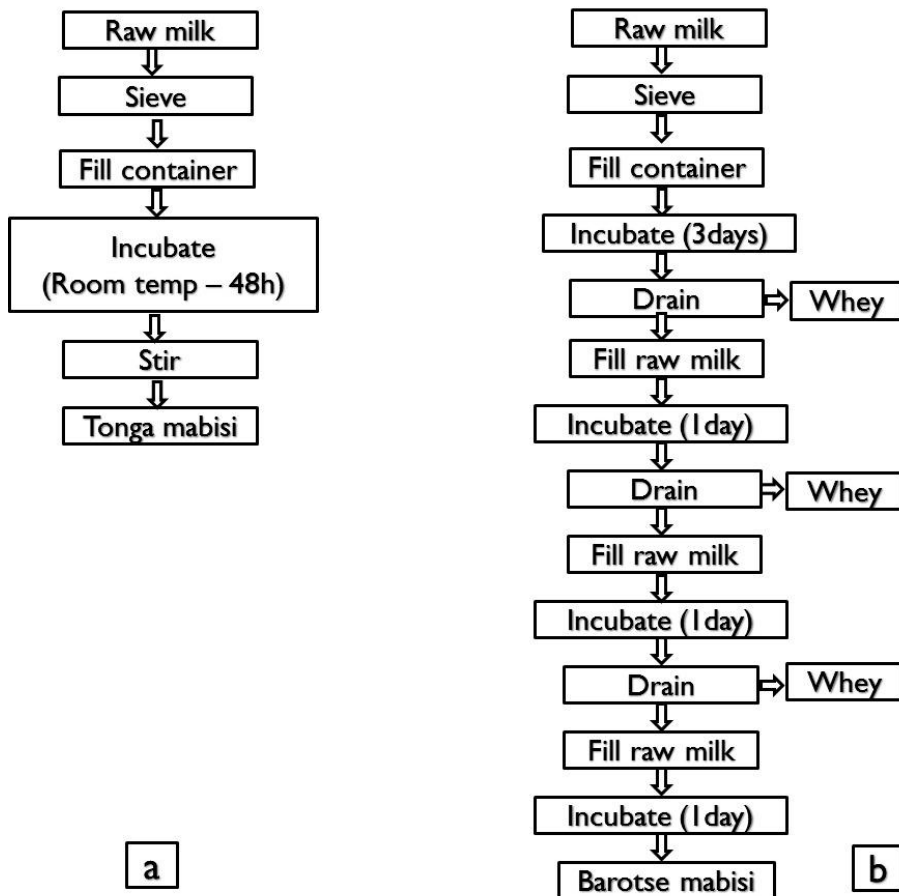 Raw milk
Sieve
Fill container
Incubate
(Room temp – 48h)
Stir
Tonga mabisi
a
Raw milk
Sieve
Fill container
Incubate (3days)
Drain
Whey
Fill raw milk
Incubate (1day)
Drain
Whey
Fill raw milk
Incubate (1day)
Drain
Whey
Fill raw milk
Incubate (1day)
Barotse mabisi
b